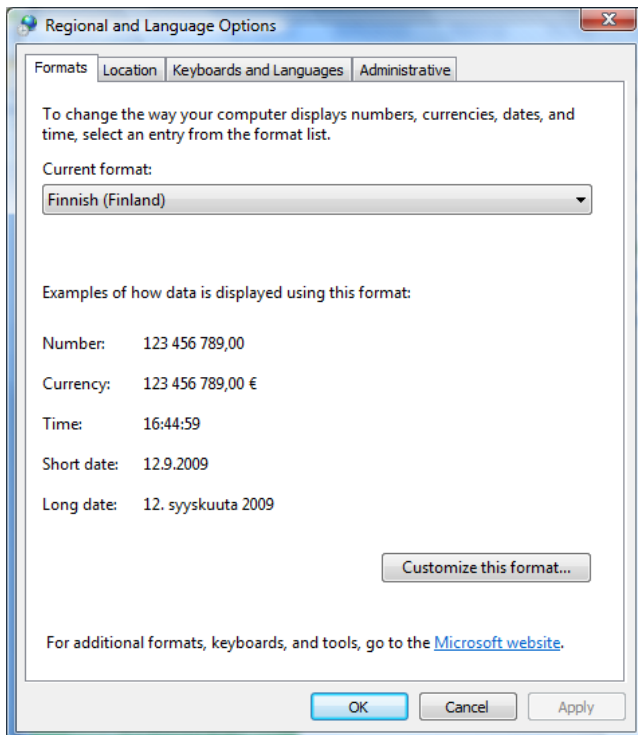 Regional and Language Options
Formats Location Keyboards and Languages Administrative
To change the way your computer displays numbers, currencies, dates, and
time, select an entry from the format list.
Current format:
Finnish (Finland)
Examples of how data is displayed using this format:
Number: 123 456 789,00
Currency: 123 456 789,00 €
Time: 16:44:59
Short date: 12.9.2009
Long date: 12. syyskuuta 2009
Customize this format...
For additional formats, keyboards, and tools, go to the Microsoft website.
OK Cancel Apply